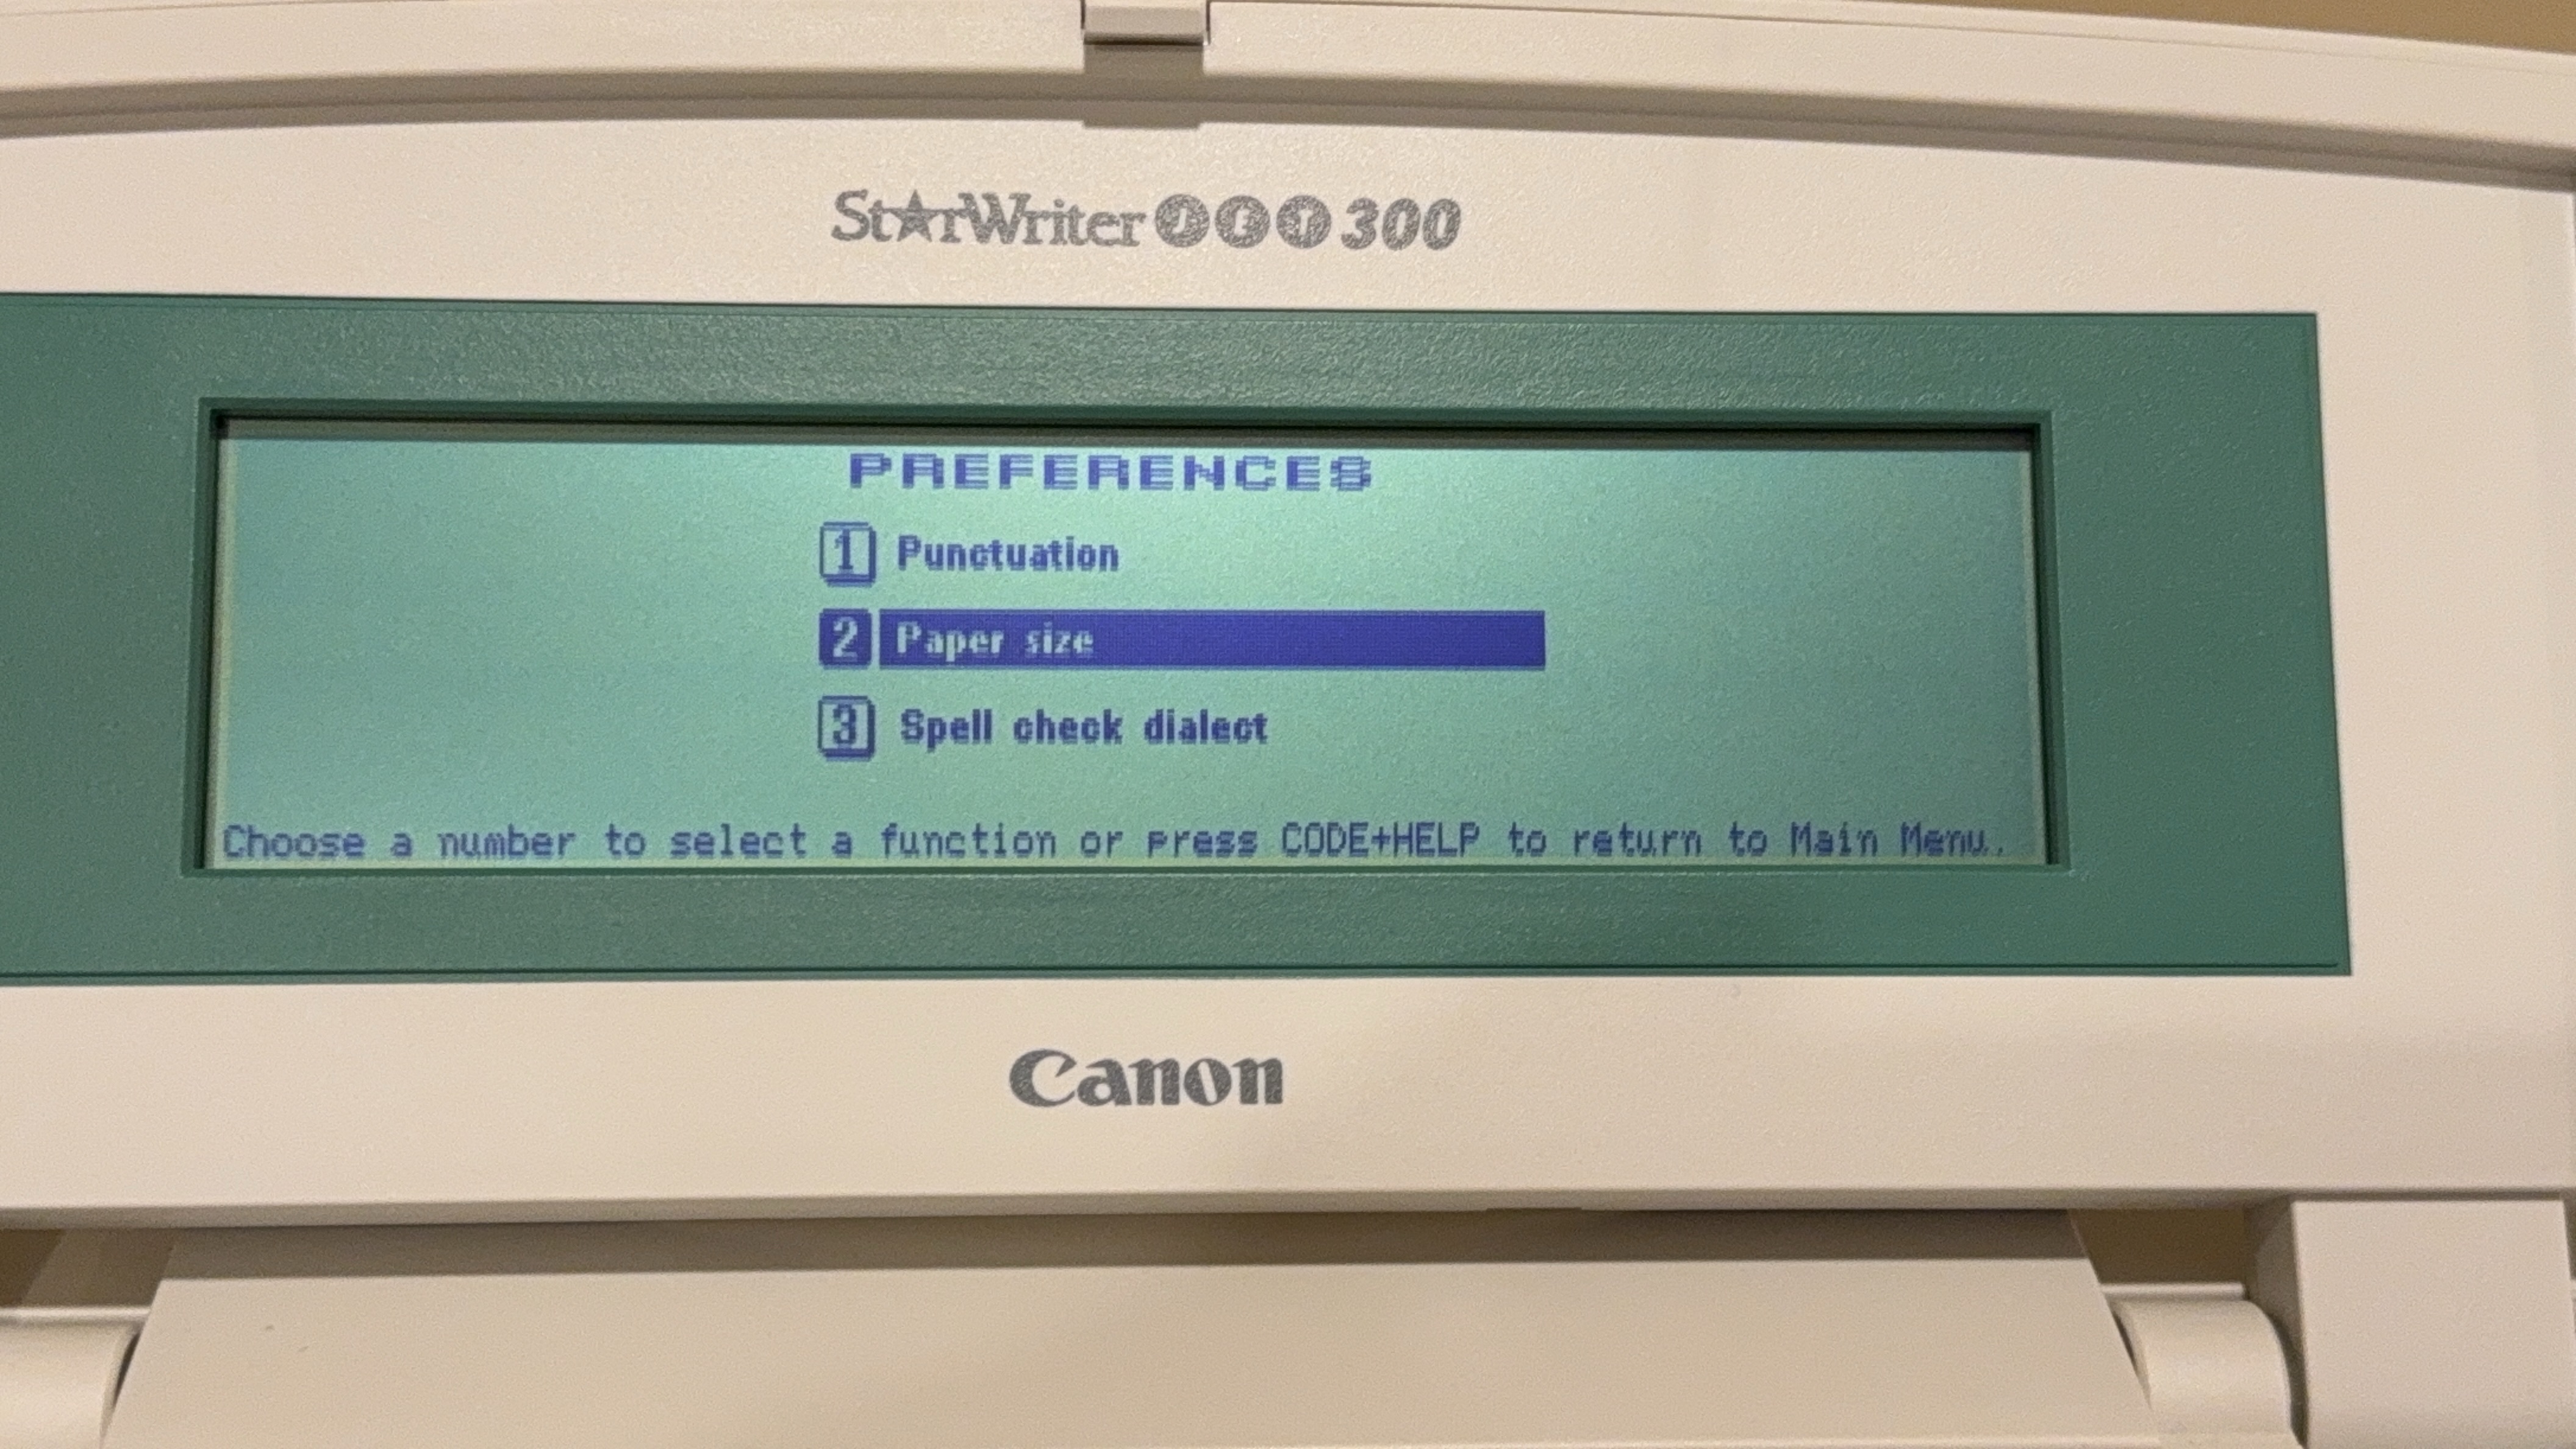 StarWriter JET 300
PREFERENCES
1 Punctuation
2 Paper size
3 Spell check dialect
Choose a number to select a function or press CODE+HELP to return to Main Menu.
Canon